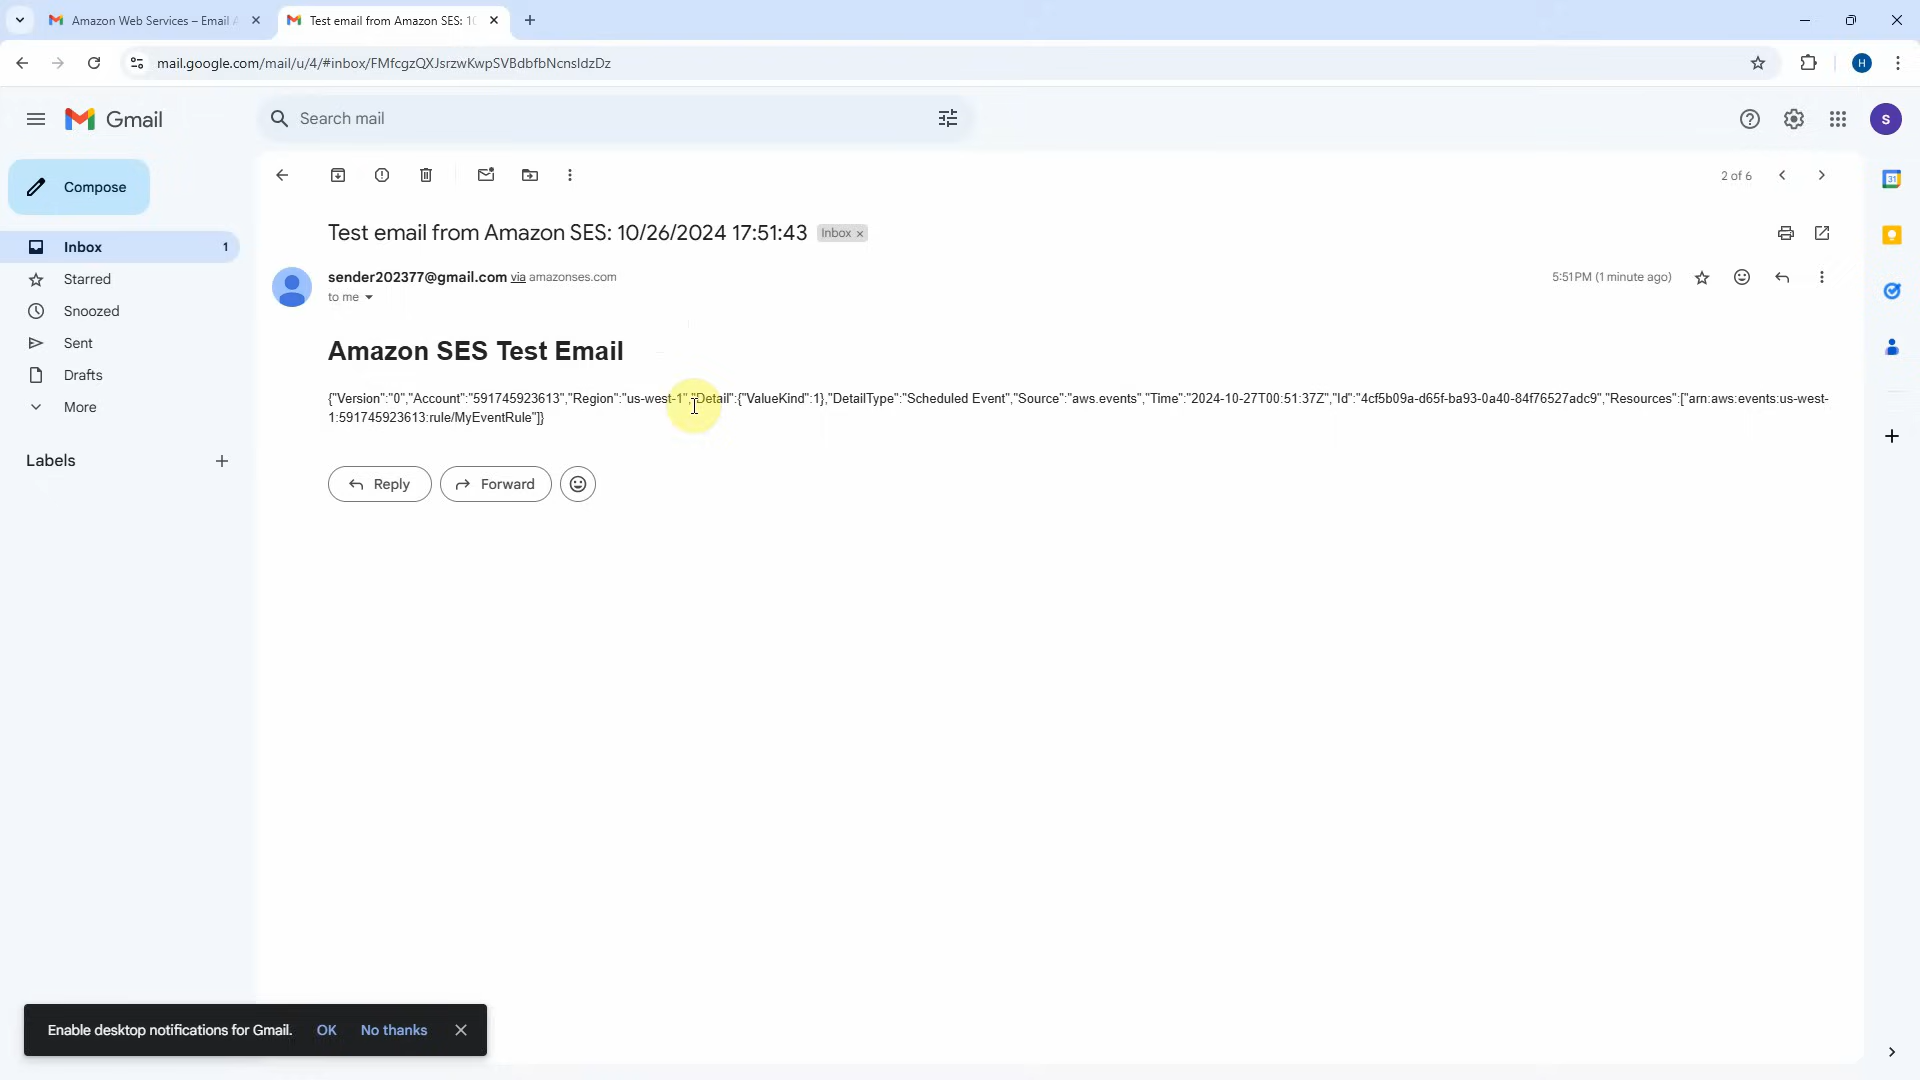 Amazon Web Services – Email A
Test email from Amazon SES: 10
mail.google.com/mail/u/4/#inbox/FMfcgzQXJsrzwKwpSVBdbfbNcnsldzDz
H
Gmail
Search mail
S
Compose
2 of 6
Inbox 1
Starred
Snoozed
Sent
Drafts
More
Labels
Test email from Amazon SES: 10/26/2024 17:51:43 Inbox x
sender202377@gmail.com via amazonses.com
5:51 PM (1 minute ago)
to me
Amazon SES Test Email
{"Version":"0","Account":"591745923613","Region":"us-west-1","Detail":{"ValueKind":1},"DetailType":"Scheduled Event","Source":"aws.events","Time":"2024-10-27T00:51:37Z","Id":"4cf5b09a-d65f-ba93-0a40-84f76527adc9","Resources":["arn:aws:events:us-west-
1:591745923613:rule/MyEventRule"]}
Reply
Forward
31
Enable desktop notifications for Gmail. OK No thanks